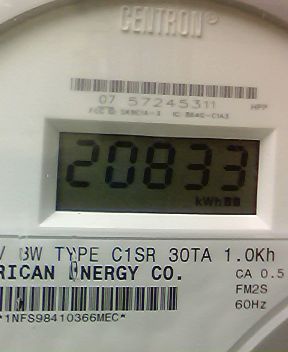 CENTRON®
07 57245311 HPP
20833
kWh
V 3W TYPE C1SR 30TA 1.0Kh
RICAN ENERGY CO.
CA 0.5
FM2S
60Hz
*1NFS98410366MEC*